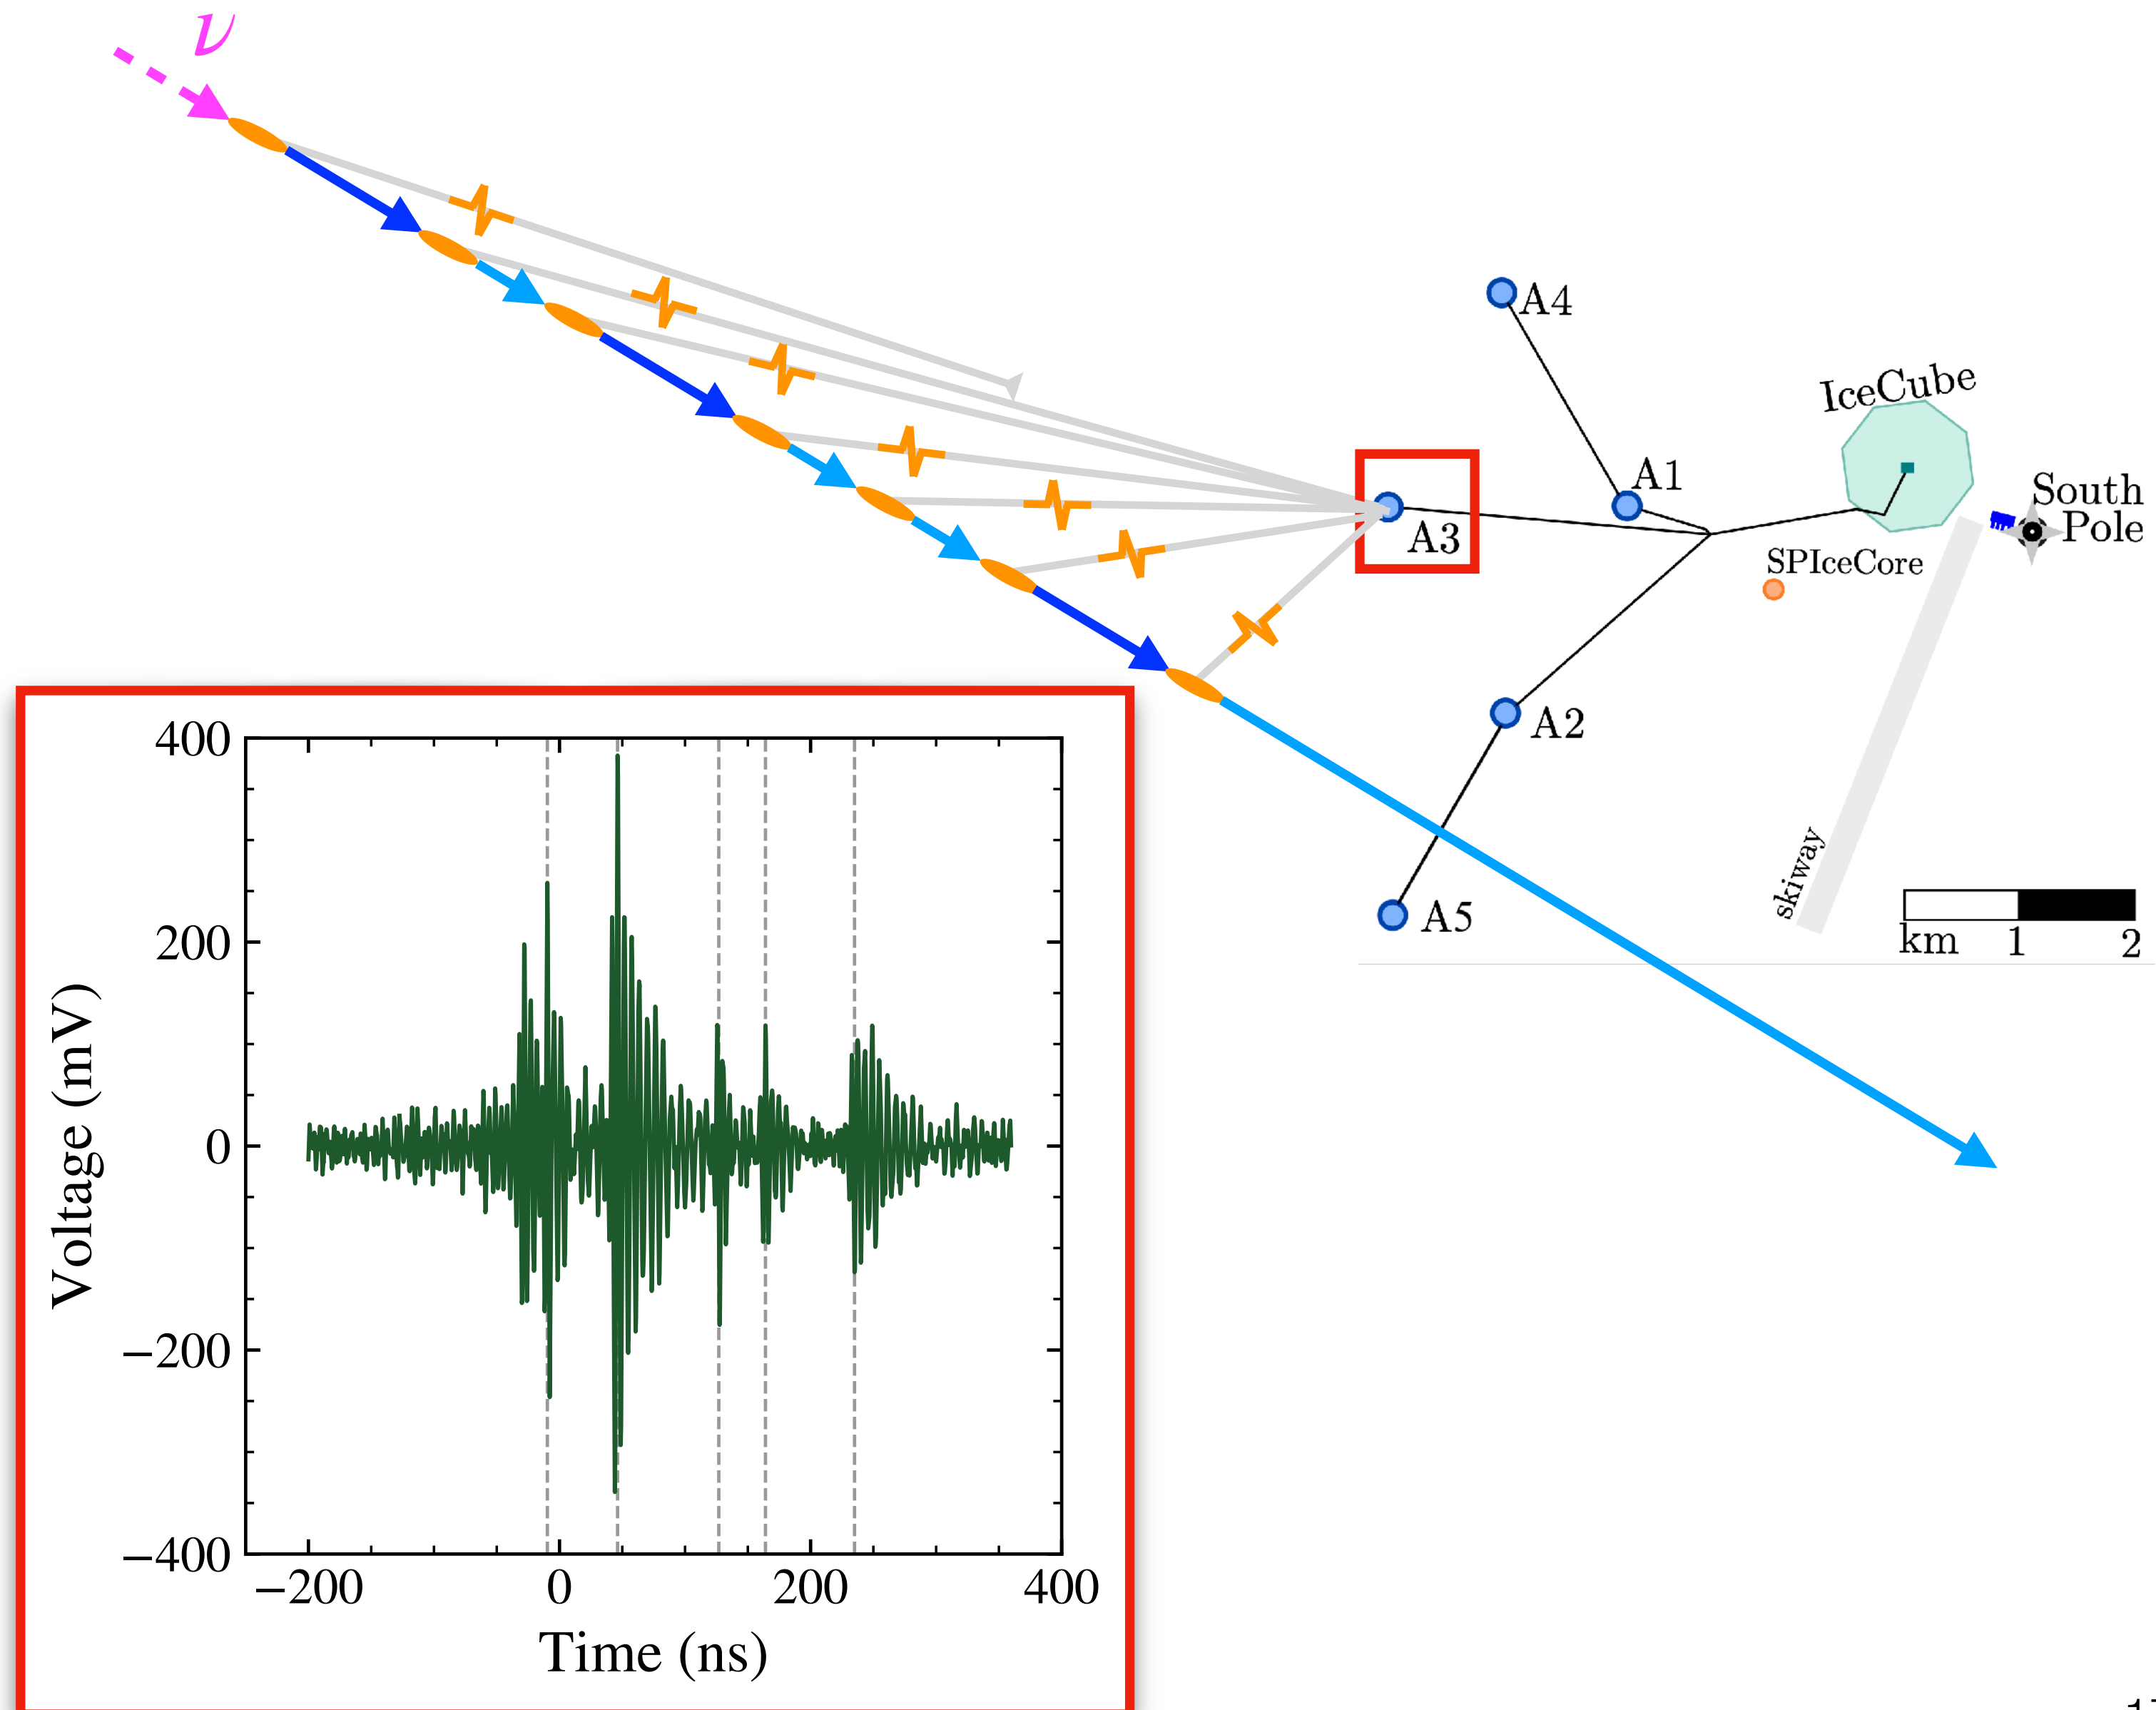 ν
A4
IceCube
A1
South
Pole
A3
SPIceCore
A2
skiway
A5
km 1 2
400
200
0
−200
−400
Voltage (mV)
−200 0 200 400
Time (ns)